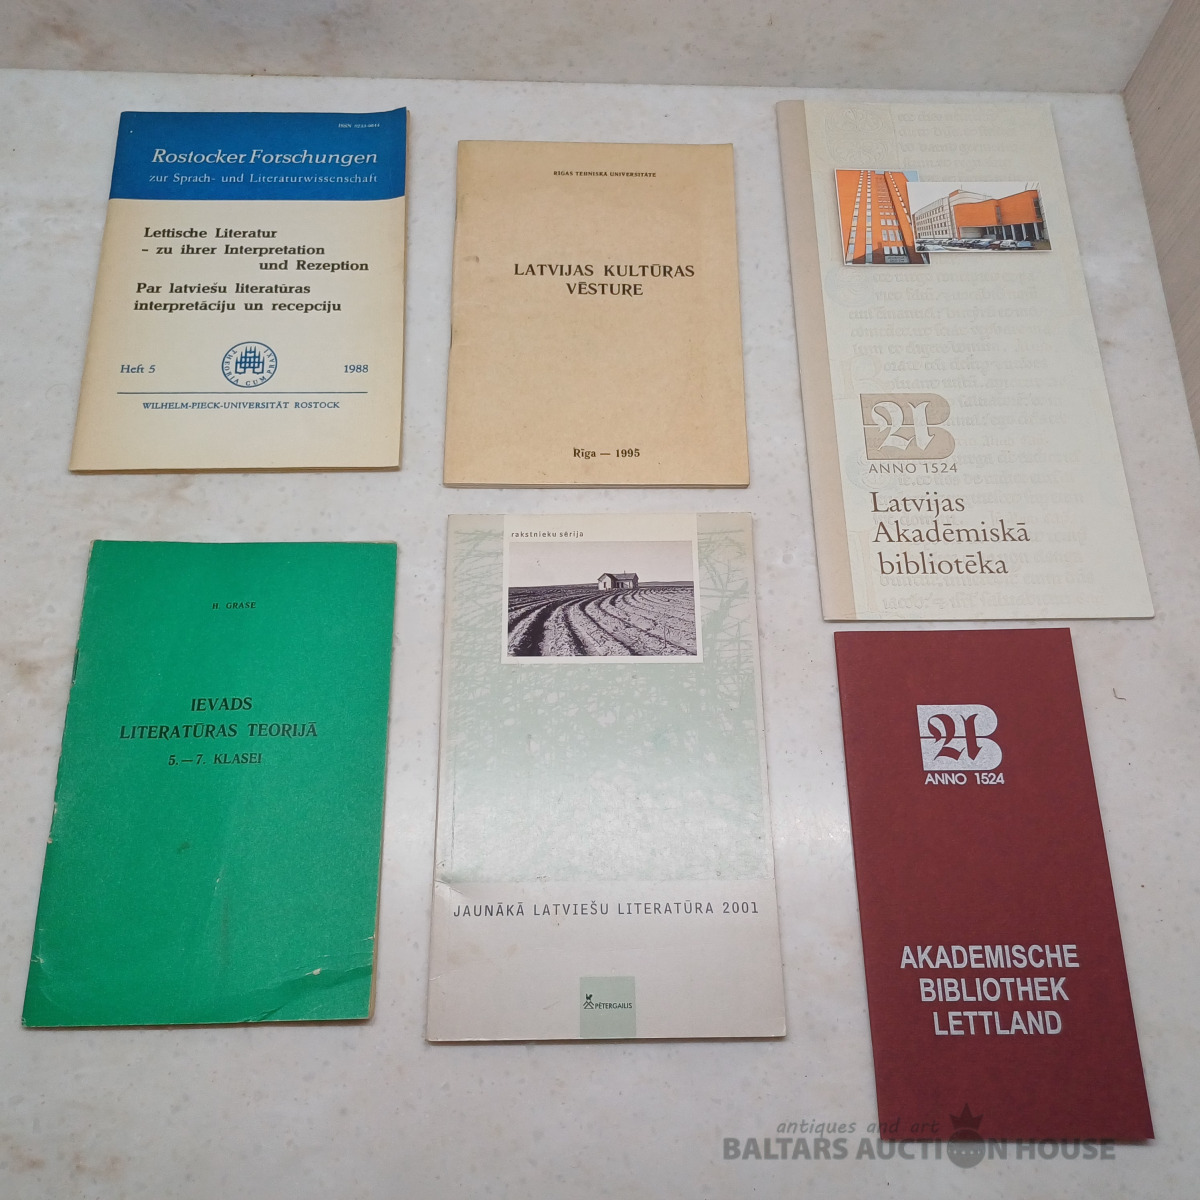 Rostocker Forschungen
zur Sprach- und Literaturwissenschaft
Lettische Literatur
- zu ihrer Interpretation
und Rezeption
Par latviešu literatūras
interpretāciju un recepciju
THEORIA CUM PRAXI
Heft 5
1988
WILHELM-PIECK-UNIVERSITÄT ROSTOCK
RĪGAS TEHNISKĀ UNIVERSITĀTE
LATVIJAS KULTŪRAS
VĒSTURE
Rīga — 1995
ANNO 1524
Latvijas
Akadēmiskā
bibliotēka
H. GRASE
IEVADS
LITERATŪRAS TEORIJĀ
5.—7. KLASEI
rakstnieku sērija
JAUNĀKĀ LATVIEŠU LITERATŪRA 2001
PĒTERGAILIS
ANNO 1524
AKADEMISCHE
BIBLIOTHEK
LETTLAND
antiques and art
BALTARS AUCTION HOUSE